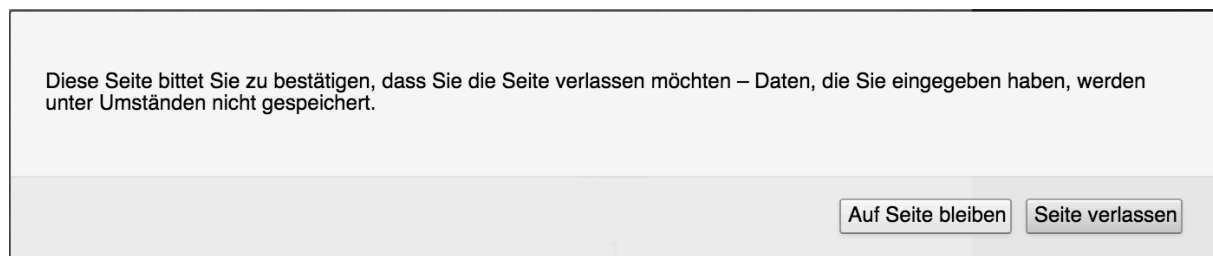 Diese Seite bittet Sie zu bestätigen, dass Sie die Seite verlassen möchten – Daten, die Sie eingegeben haben, werden
unter Umständen nicht gespeichert.
Auf Seite bleiben Seite verlassen